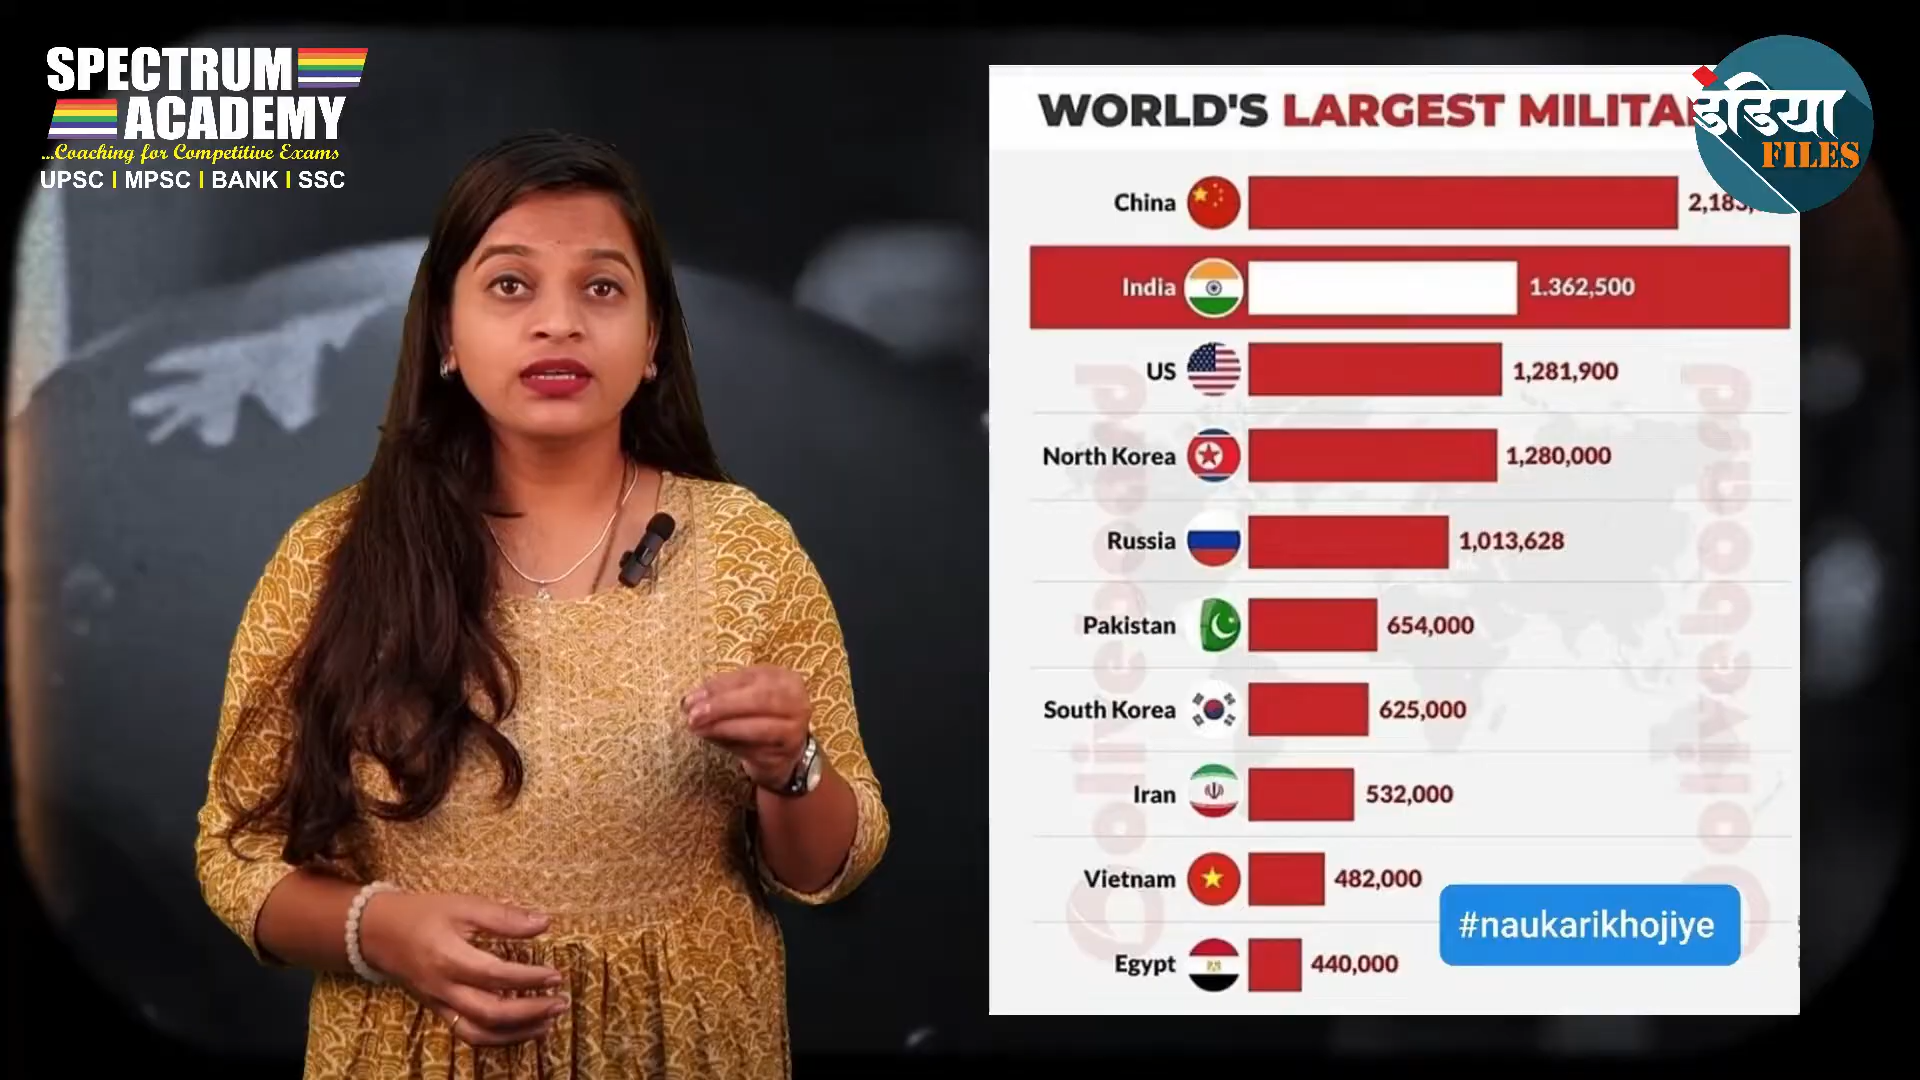 SPECTRUM
ACADEMY
...Coaching for Competitive Exams
UPSC | MPSC | BANK | SSC
WORLD'S LARGEST
इंडिया
FILES
China
India 1.362,500
US 1,281,900
North Korea 1,280,000
Russia 1,013,628
Pakistan 654,000
South Korea 625,000
Iran 532,000
Vietnam 482,000
Egypt 440,000
#naukarikhojiye
oliveboard
oliveboard